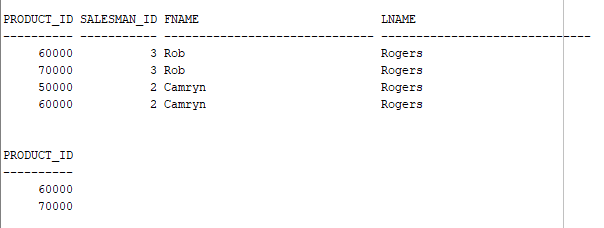 PRODUCT_ID SALESMAN_ID FNAME                          LNAME
---------- ----------- ------------------------------ ------------------------------
     60000           3 Rob                            Rogers
     70000           3 Rob                            Rogers
     50000           2 Camryn                         Rogers
     60000           2 Camryn                         Rogers
PRODUCT_ID
----------
     60000
     70000